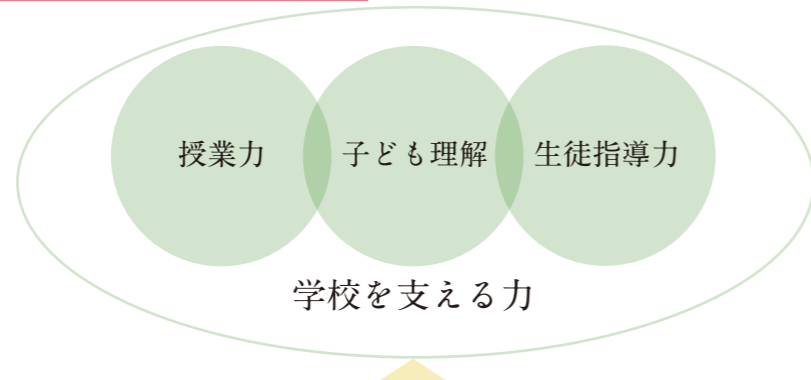 授業力
子ども理解
生徒指導力
学校を支える力